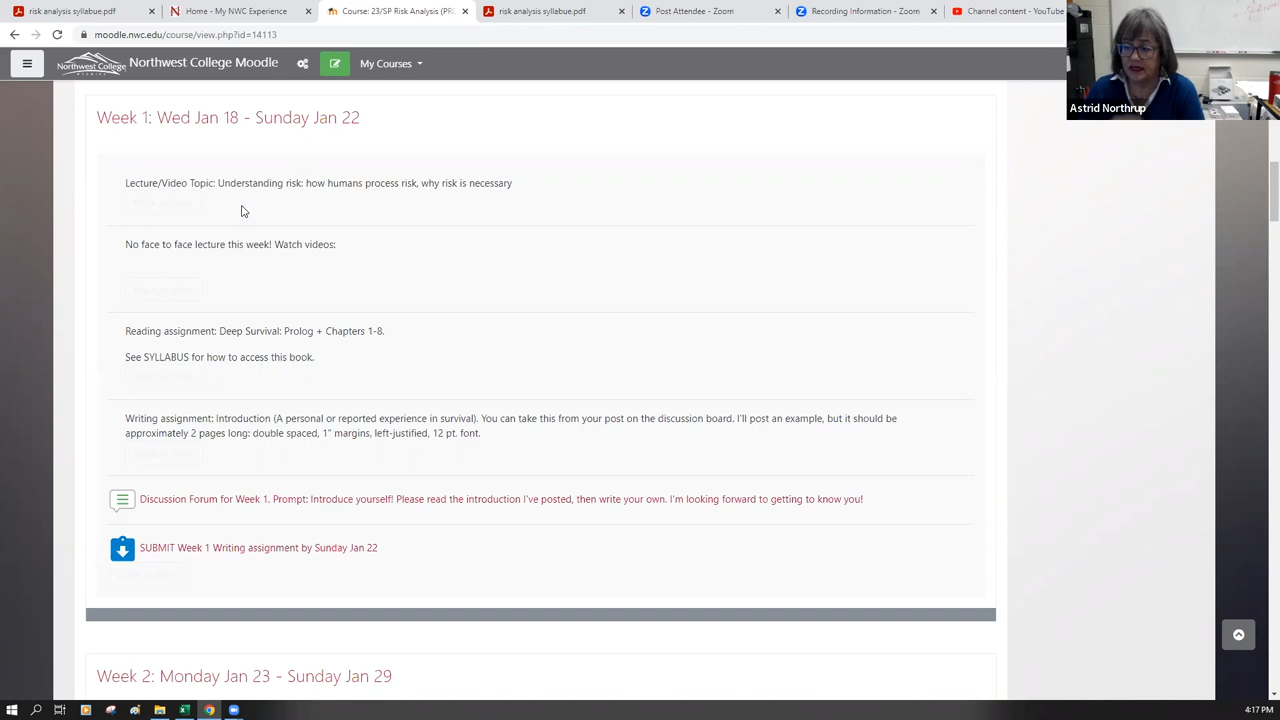 risk analysis syllabue.pdf
Home - My NWC Experience
Course: 23/SP Risk Analysis (PRO
risk analysis syllabue.pdf
Post Attendee - Zoom
Recording Information - Zoom
Channel content - YouTube
moodle.nwc.edu/course/view.php?id=14113
Northwest College
Northwest College Moodle
My Courses
Astrid Northrup
Week 1: Wed Jan 18 - Sunday Jan 22
Lecture/Video Topic: Understanding risk: how humans process risk, why risk is necessary
No face to face lecture this week! Watch videos:
Reading assignment: Deep Survival: Prolog + Chapters 1-8.
See SYLLABUS for how to access this book.
Writing assignment: Introduction (A personal or reported experience in survival). You can take this from your post on the discussion board. I'll post an example, but it should be
approximately 2 pages long: double spaced, 1" margins, left-justified, 12 pt. font.
Discussion Forum for Week 1. Prompt: Introduce yourself! Please read the introduction I've posted, then write your own. I'm looking forward to getting to know you!
SUBMIT Week 1 Writing assignment by Sunday Jan 22
Week 2: Monday Jan 23 - Sunday Jan 29
4:17 PM